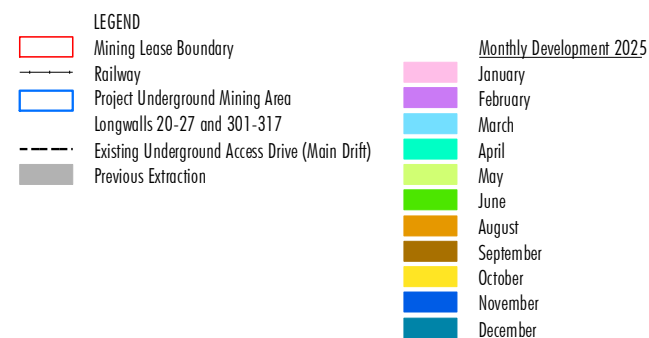 LEGEND
Mining Lease Boundary
Railway
Project Underground Mining Area
Longwalls 20-27 and 301-317
Existing Underground Access Drive (Main Drift)
Previous Extraction
Monthly Development 2025
January
February
March
April
May
June
August
September
October
November
December